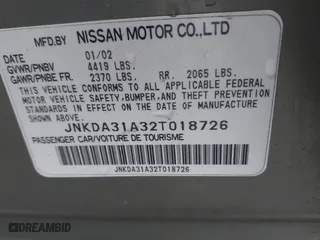 MFD.BY NISSAN MOTOR CO.,LTD
DATE 01/02
GVWR/PNBV 4419 LBS.
GAWR/PNBE FR. 2370 LBS. RR. 2065 LBS.
THIS VEHICLE CONFORMS TO ALL APPLICABLE FEDERAL
MOTOR VEHICLE SAFETY, BUMPER, AND THEFT PREVENTION
STANDARDS IN EFFECT ON THE DATE OF MANUFACTURE
SHOWN ABOVE.
JNKDA31A32T018726
PASSENGER CAR/VOITURE DE TOURISME
JNKDA31A32T018726
DREAMBID